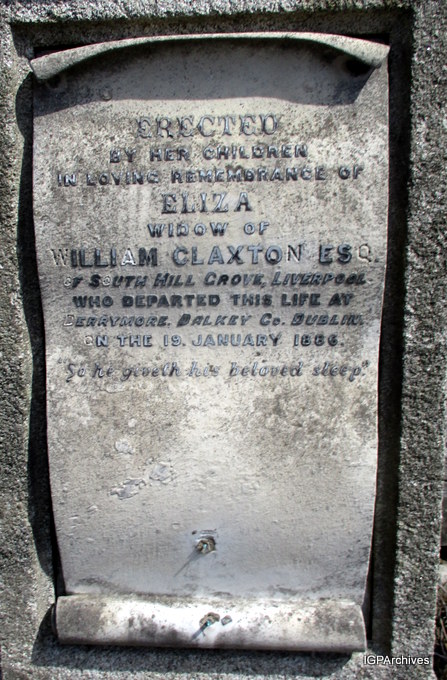 ERECTED
BY HER CHILDREN
IN LOVING REMEMBRANCE OF
ELIZA
WIDOW OF
WILLIAM CLAXTON ESQ
OF SOUTH HILL GROVE, LIVERPOOL
WHO DEPARTED THIS LIFE AT
BERRYMORE, DALKEY CO. DUBLIN,
ON THE 19. JANUARY 1886.
"So he giveth his beloved sleep."
IGPArchives